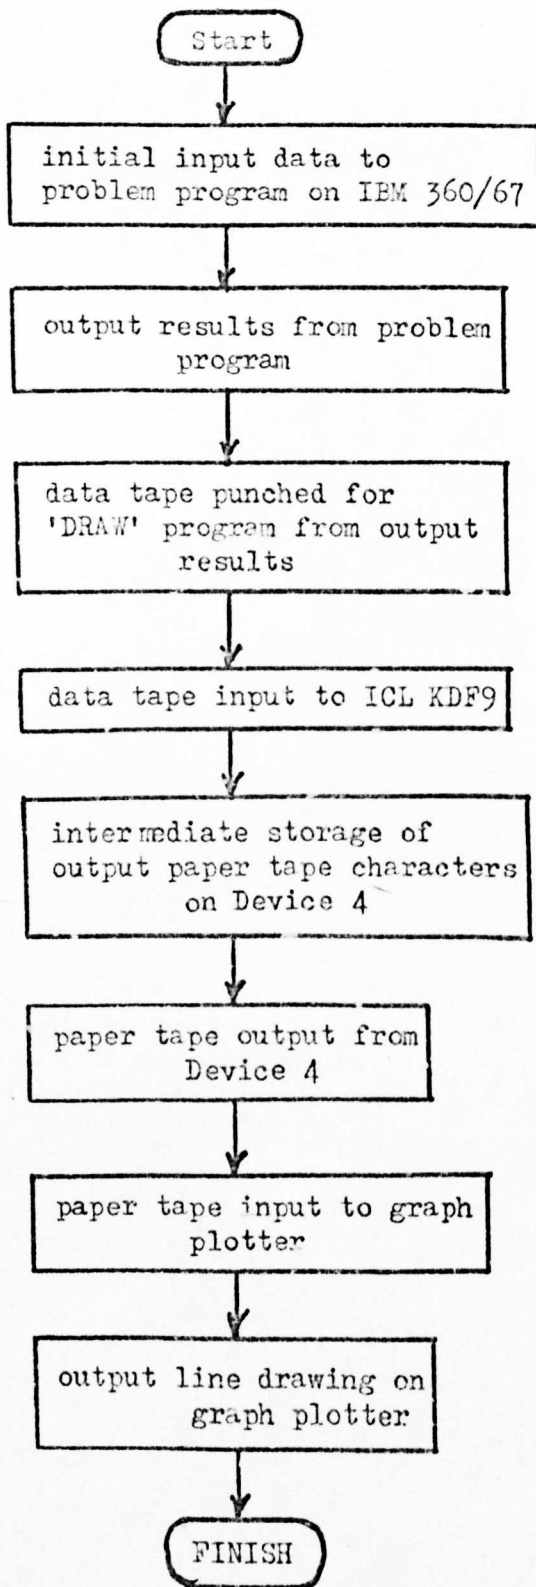 Start
initial input data to
problem program on IBM 360/67
output results from problem
program
data tape punched for
'DRAW' program from output
results
data tape input to ICL KDF9
intermediate storage of
output paper tape characters
on Device 4
paper tape output from
Device 4
paper tape input to graph
plotter
output line drawing on
graph plotter
FINISH